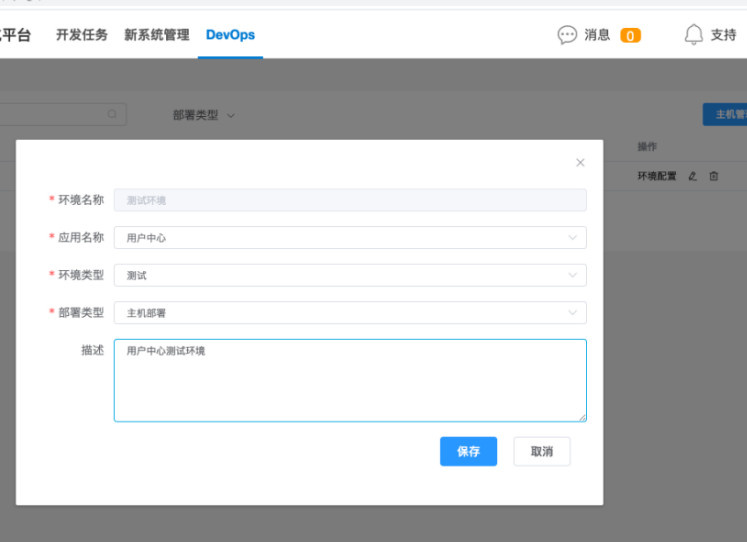 平台 开发任务 新系统管理 DevOps 消息 0 支持
部署类型 主机管
操作
环境配置
* 环境名称 测试环境
* 应用名称 用户中心
* 环境类型 测试
* 部署类型 主机部署
描述 用户中心测试环境
保存 取消